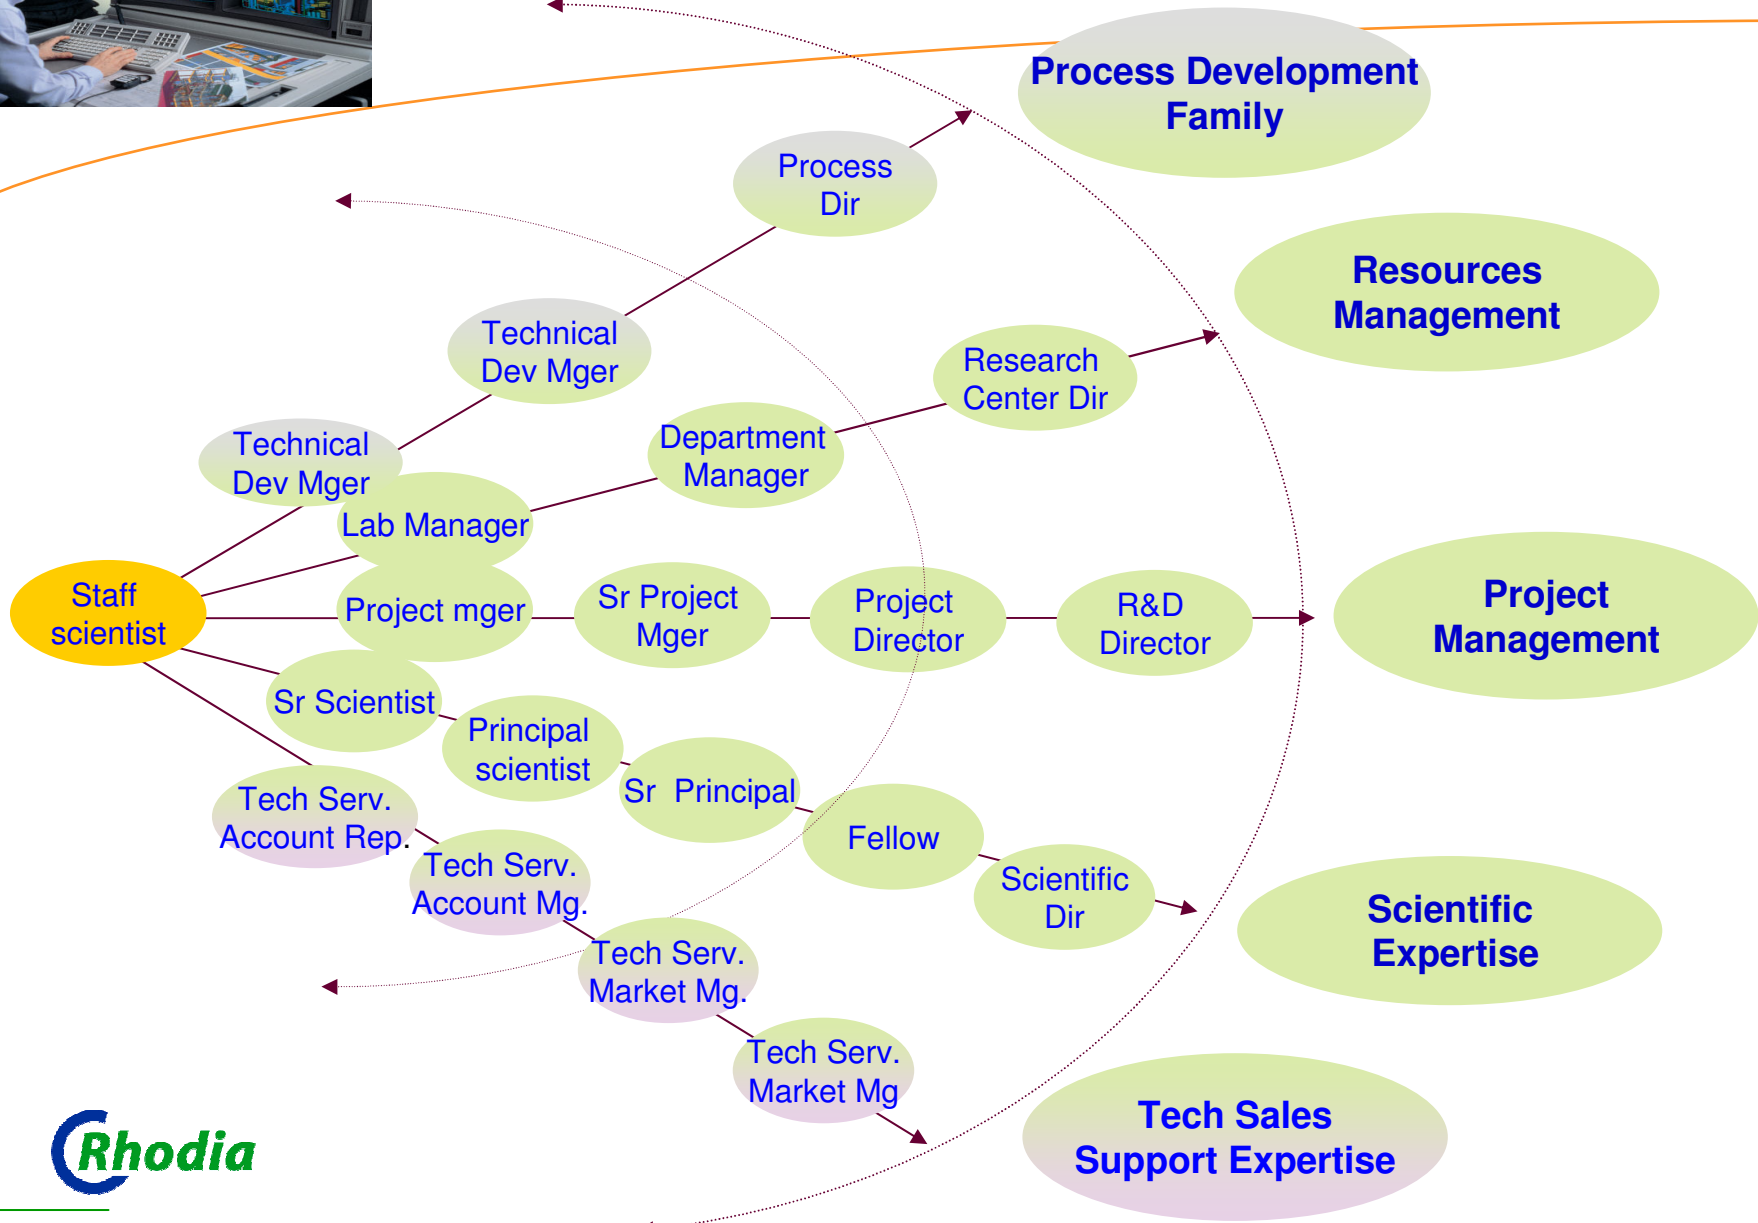 Process Development
Family
Process
Dir
Resources
Management
Technical
Dev Mger
Research
Center Dir
Department
Manager
Technical
Dev Mger
Lab Manager
Staff
scientist
Project mger
Sr Project
Mger
Project
Director
R&D
Director
Project
Management
Sr Scientist
Principal
scientist
Sr Principal
Fellow
Scientific
Dir
Scientific
Expertise
Tech Serv.
Account Rep.
Tech Serv.
Account Mg.
Tech Serv.
Market Mg.
Tech Serv.
Market Mg
Tech Sales
Support Expertise
Rhodia